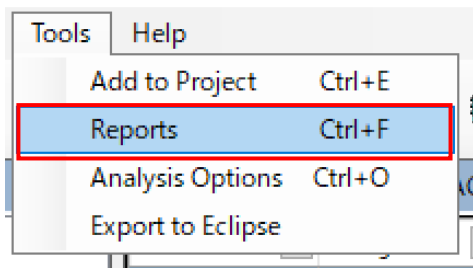 Tools Help
Add to Project Ctrl+E
Reports Ctrl+F
Analysis Options Ctrl+O
Export to Eclipse